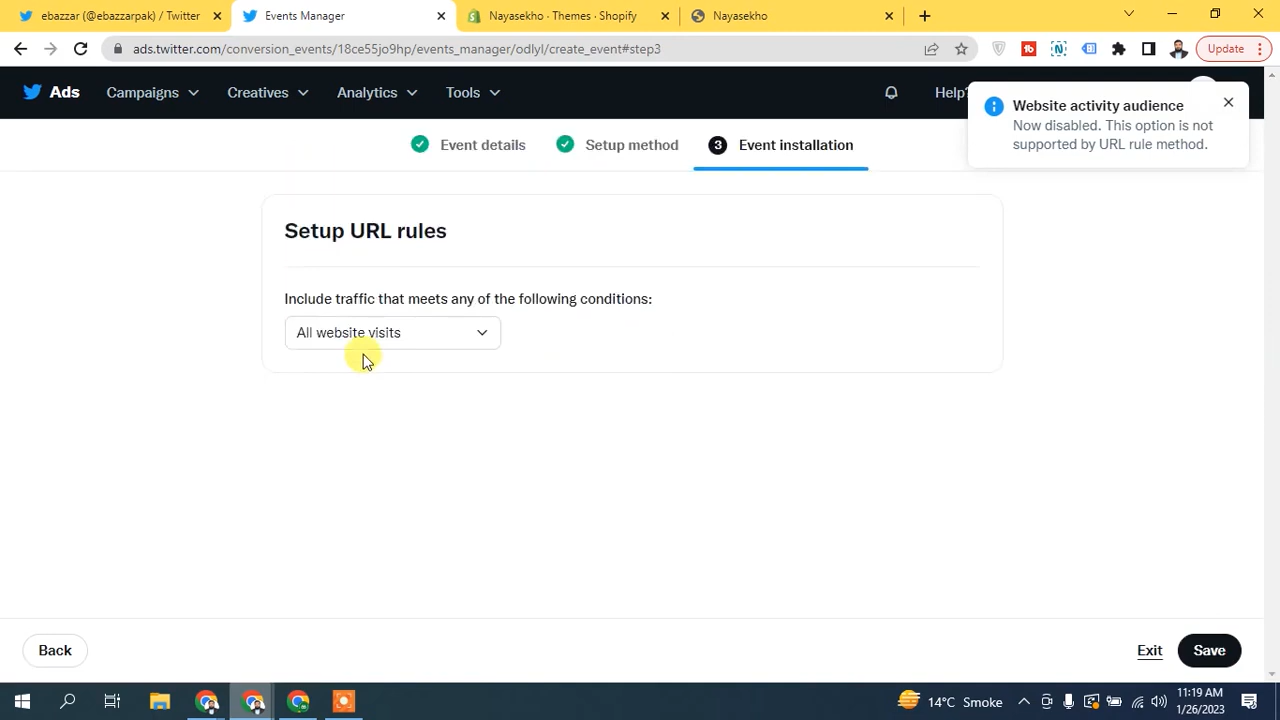 ebazzar (@ebazzarpak) / Twitter
Events Manager
Nayasekho - Themes · Shopify
Nayasekho
ads.twitter.com/conversion_events/18ce55jo9hp/events_manager/odlyl/create_event#step3
Update
Ads
Campaigns
Creatives
Analytics
Tools
Help?
Website activity audience
Now disabled. This option is not
supported by URL rule method.
Event details
Setup method
3 Event installation
Setup URL rules
Include traffic that meets any of the following conditions:
All website visits
Back
Exit
Save
14°C Smoke
11:19 AM
1/26/2023